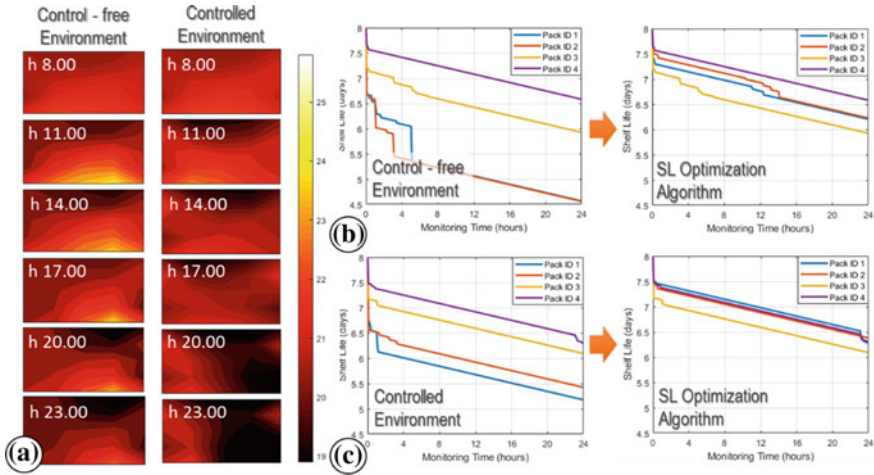 Control - free
Environment
Controlled
Environment
h 8.00
h 8.00
h 11.00
h 11.00
h 14.00
h 14.00
h 17.00
h 17.00
h 20.00
h 20.00
h 23.00
h 23.00
(a)
25
24
23
22
21
20
19
8
7.5
7
6.5
6
5.5
5
4.5
Shelf Life (days)
Pack ID 1
Pack ID 2
Pack ID 3
Pack ID 4
Control - free
Environment
0 4 8 12 16 20 24
Monitoring Time (hours)
(b)
8
7.5
7
6.5
6
5.5
5
4.5
Shelf Life (days)
Pack ID 1
Pack ID 2
Pack ID 3
Pack ID 4
SL Optimization
Algorithm
0 4 8 12 16 20 24
Monitoring Time (hours)
8
7.5
7
6.5
6
5.5
5
4.5
Shelf Life (days)
Pack ID 1
Pack ID 2
Pack ID 3
Pack ID 4
Controlled
Environment
0 4 8 12 16 20 24
Monitoring Time (hours)
(c)
8
7.5
7
6.5
6
5.5
5
4.5
Shelf Life (days)
Pack ID 1
Pack ID 2
Pack ID 3
Pack ID 4
SL Optimization
Algorithm
0 4 8 12 16 20 24
Monitoring Time (hours)